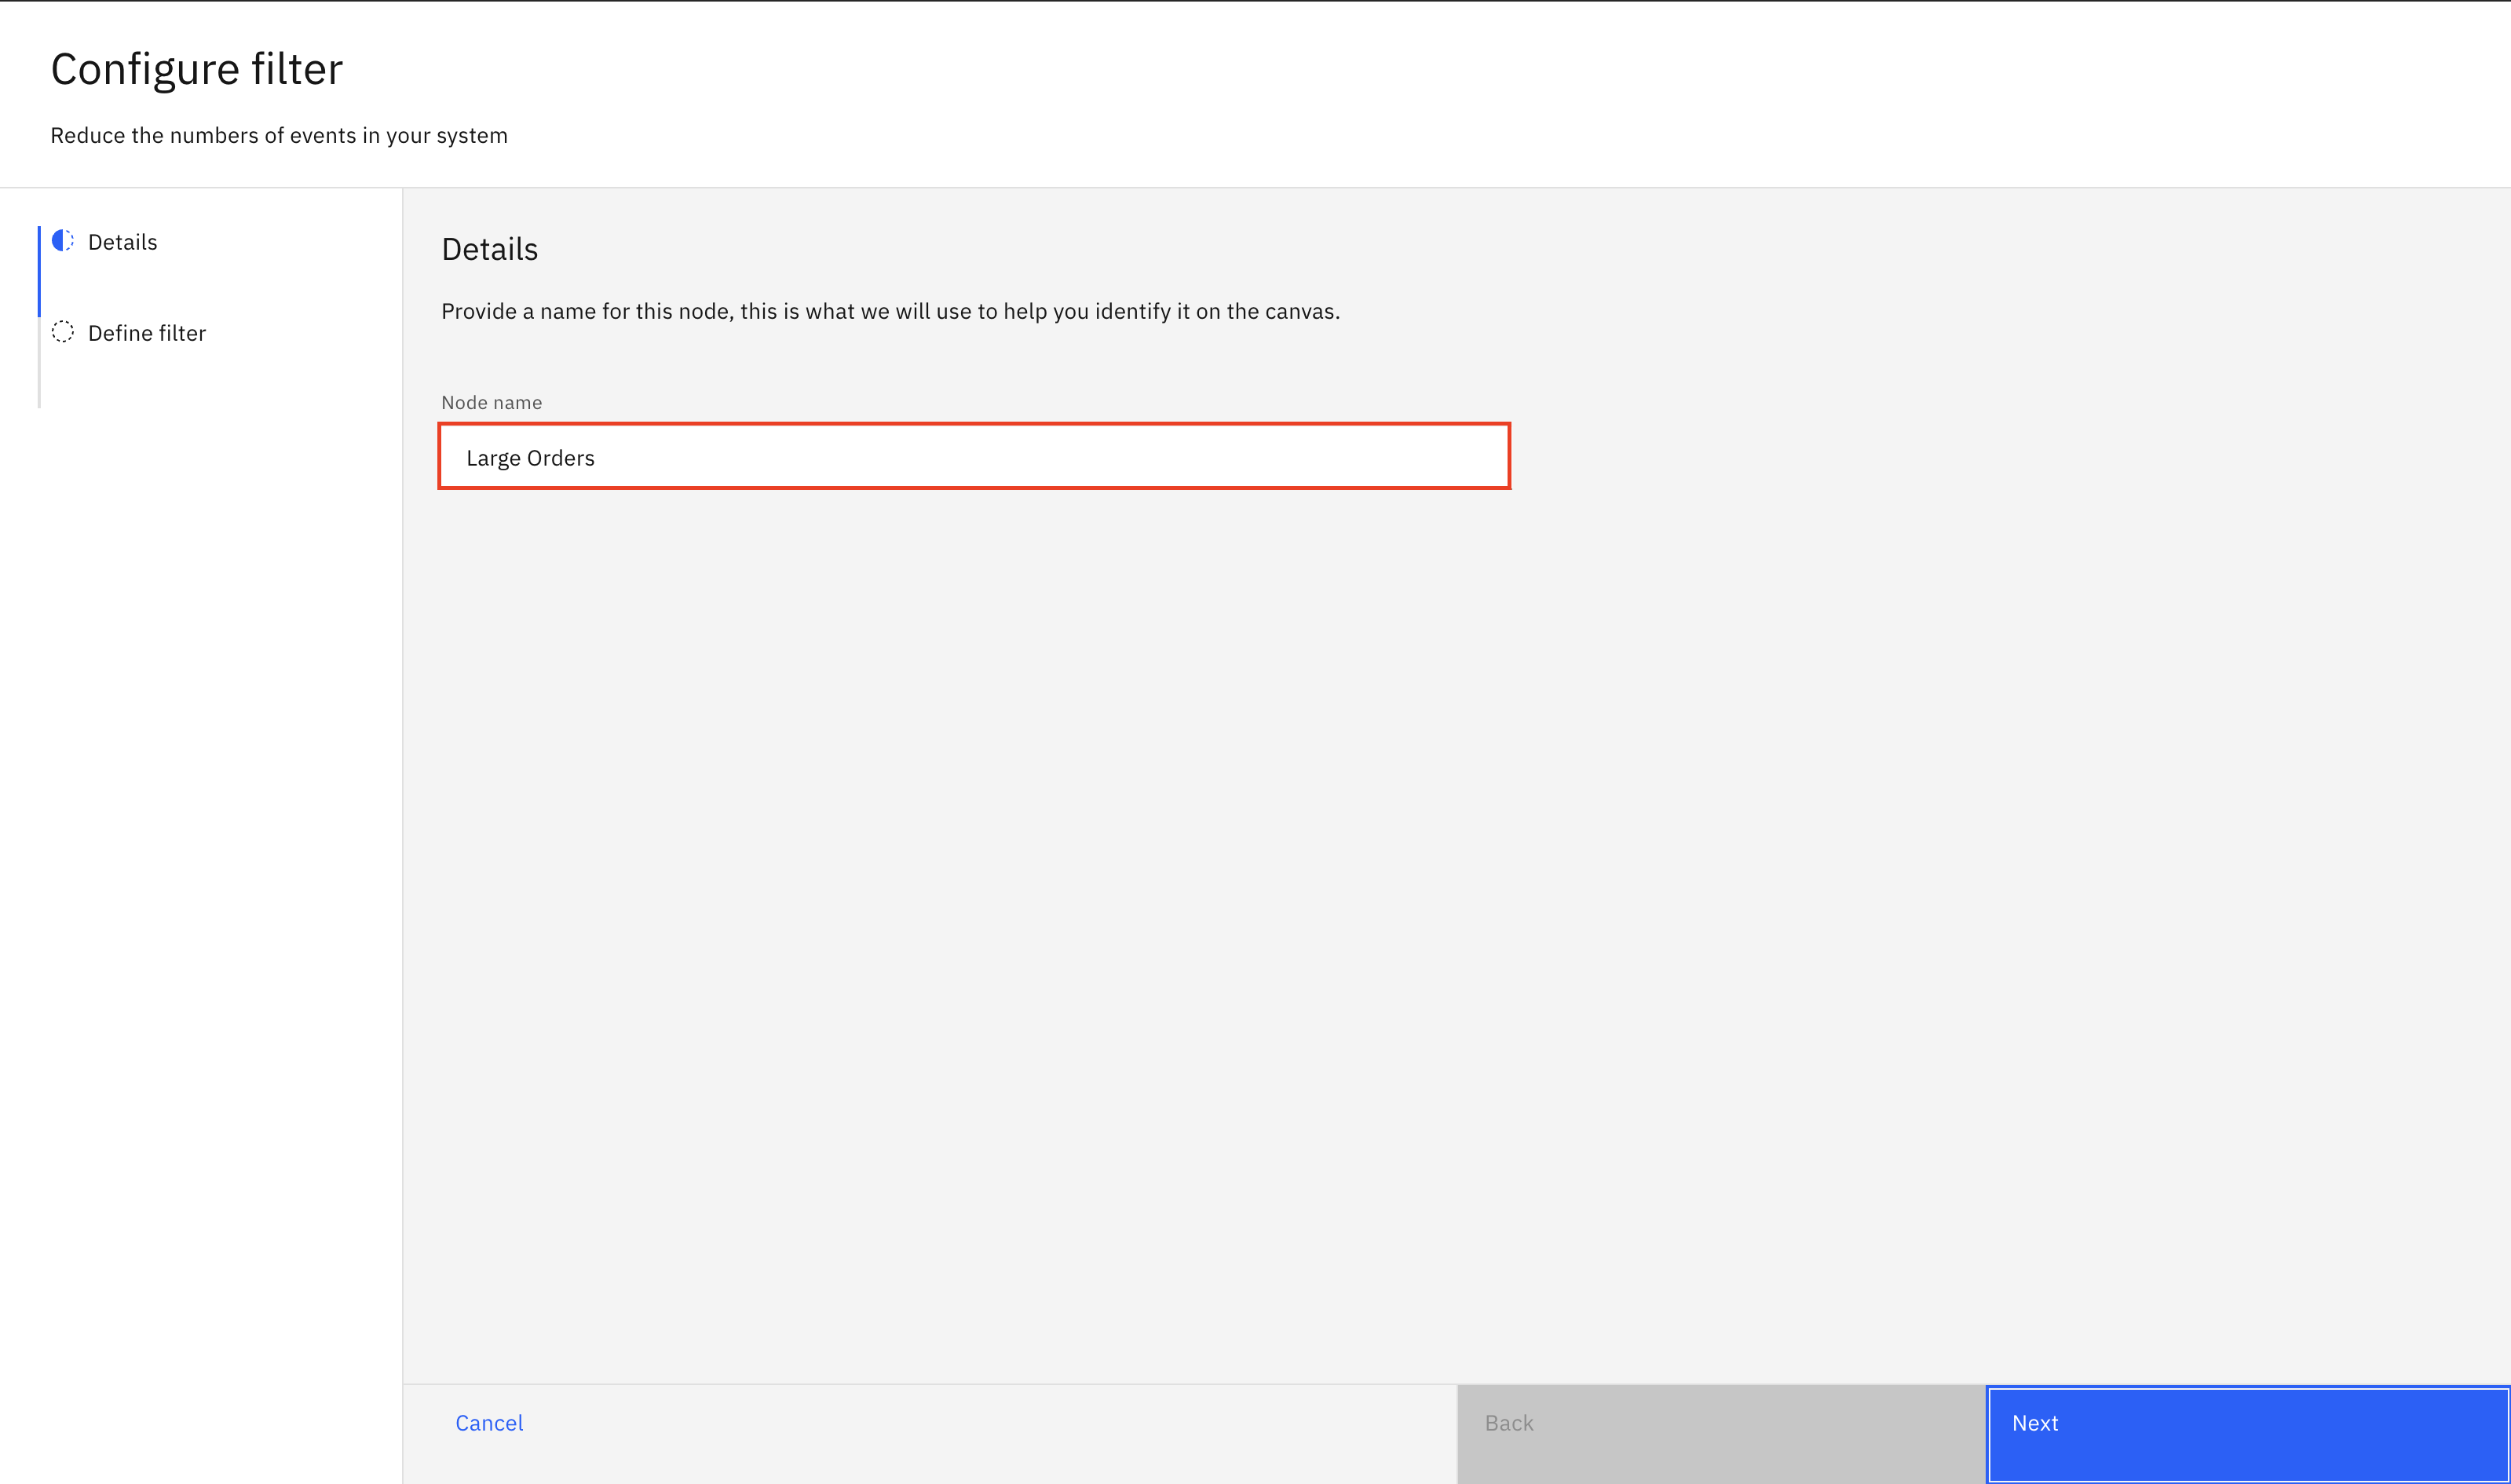 Configure filter
Reduce the numbers of events in your system
Details
Define filter
Details
Provide a name for this node, this is what we will use to help you identify it on the canvas.
Node name
Large Orders
Cancel
Back
Next